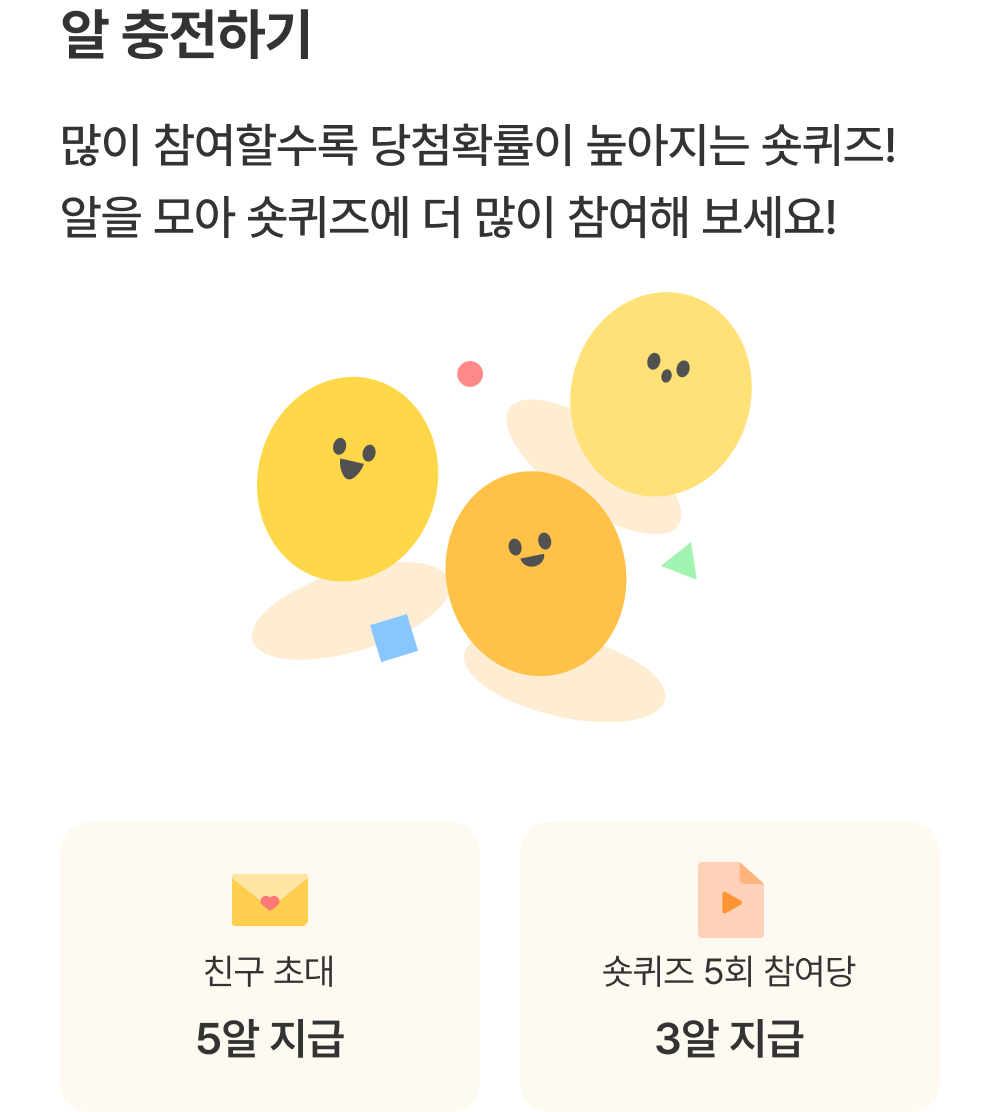 알 충전하기
많이 참여할수록 당첨확률이 높아지는 숏퀴즈!
알을 모아 숏퀴즈에 더 많이 참여해 보세요!
친구 초대
5알 지급
숏퀴즈 5회 참여당
3알 지급